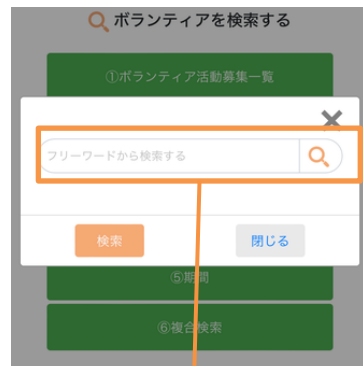 ボランティアを検索する
①ボランティア活動募集一覧
フリーワードから検索する
検索
閉じる
⑤期間
⑥複合検索